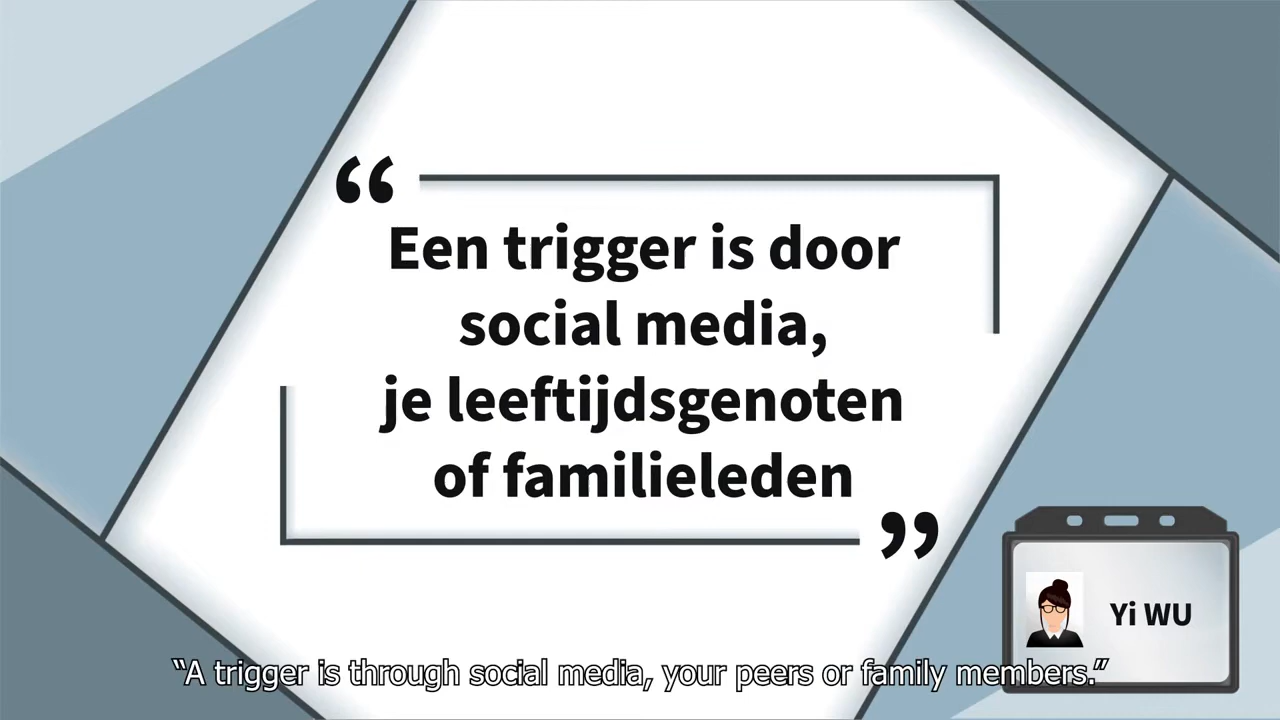 “
Een trigger is door
social media,
je leeftijdsgenoten
of familieleden
”
Yi WU
“A trigger is through social media, your peers or family members.”